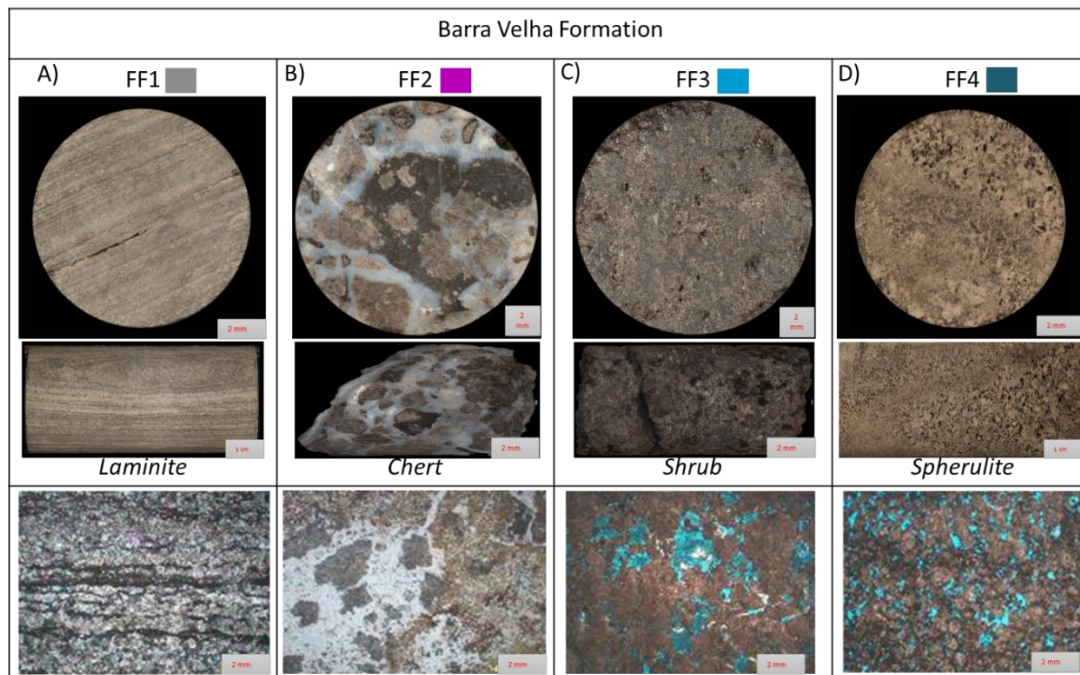 Barra Velha Formation
A) FF1
B) FF2
C) FF3
D) FF4
2 mm
2
mm
2
mm
2 mm
1 cm
2 mm
2 mm
1 cm
Laminite
Chert
Shrub
Spherulite
2 mm
2 mm
2 mm
2 mm